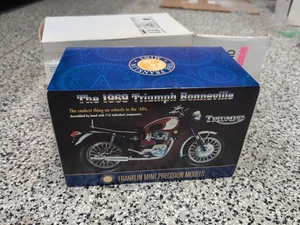 The 1969 Triumph Bonneville
The coolest thing on wheels in the '60s.
Assembled by hand with 116 individual components.
TRIUMPH
FRANKLIN MINT PRECISION MODELS